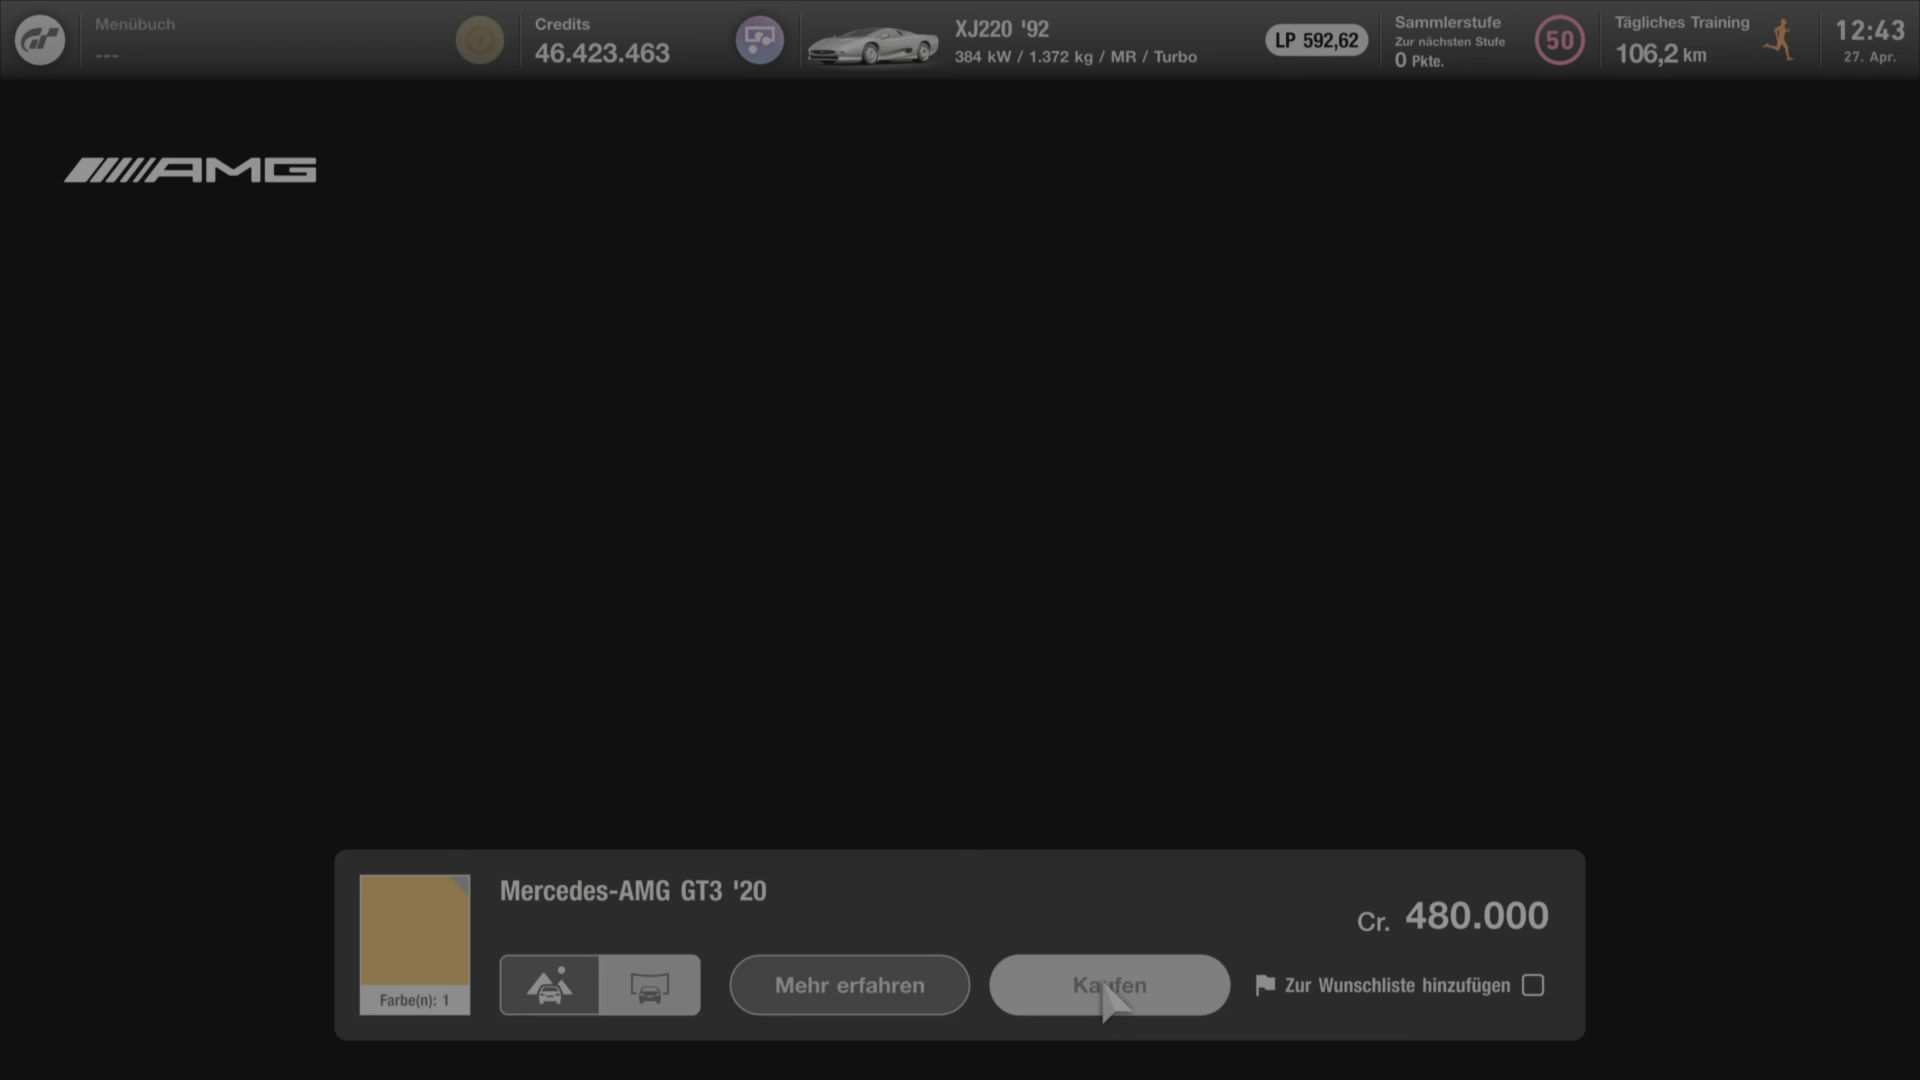 Menübuch
---
Credits
46.423.463
XJ220 '92
384 kW / 1.372 kg / MR / Turbo
LP 592,62
Sammlerstufe
Zur nächsten Stufe
0 Pkte.
50
Tägliches Training
106,2 km
12:43
27. Apr.
AMG
Mercedes-AMG GT3 '20
Cr. 480.000
Farbe(n): 1
Mehr erfahren
Kaufen
Zur Wunschliste hinzufügen